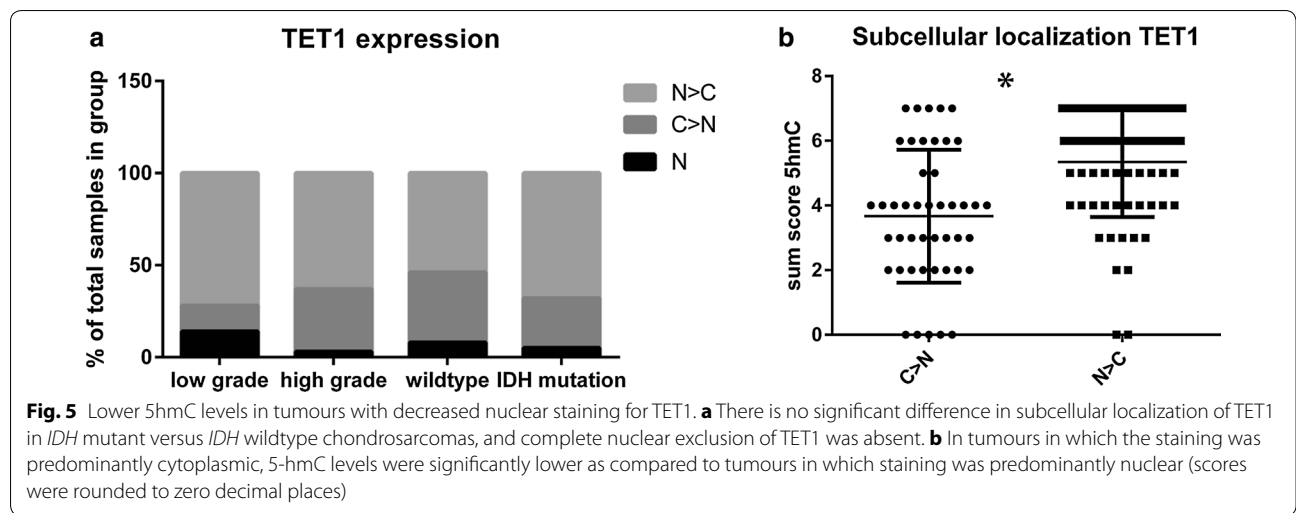 a
TET1 expression
% of total samples in group
150
100
50
0
low grade
high grade
wildtype
IDH mutation
N>C
C>N
N
b
Subcellular localization TET1
sum score 5hmC
8
6
4
2
0
*
C>N
N>C
Fig. 5 Lower 5hmC levels in tumours with decreased nuclear staining for TET1. a There is no significant difference in subcellular localization of TET1
in IDH mutant versus IDH wildtype chondrosarcomas, and complete nuclear exclusion of TET1 was absent. b In tumours in which the staining was
predominantly cytoplasmic, 5-hmC levels were significantly lower as compared to tumours in which staining was predominantly nuclear (scores
were rounded to zero decimal places)